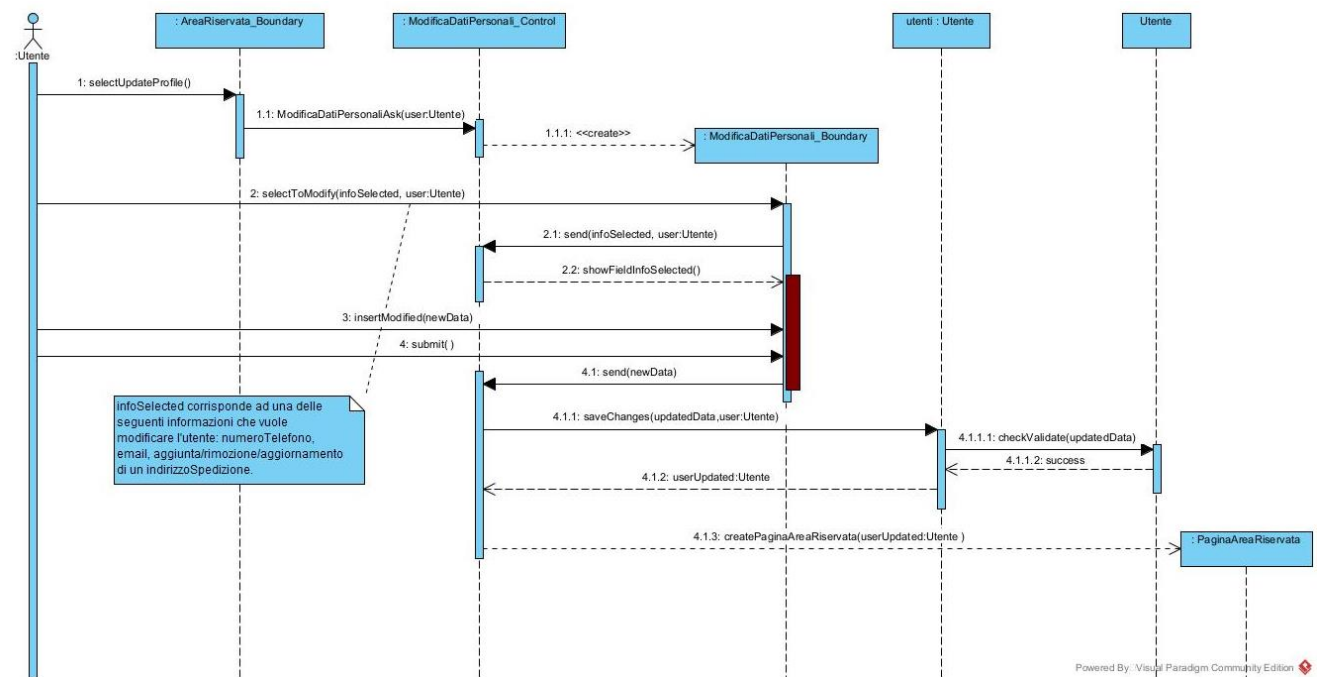 : AreaRiservata_Boundary
: ModificaDatiPersonali_Control
utenti : Utente
Utente
:Utente
1: selectUpdateProfile()
1.1: ModificaDatiPersonaliAsk(user:Utente)
1.1.1: <<create>>
: ModificaDatiPersonali_Boundary
2: selectToModify(infoSelected, user:Utente)
2.1: send(infoSelected, user:Utente)
2.2: showFieldInfoSelected()
3: insertModified(newData)
4: submit( )
4.1: send(newData)
infoSelected corrisponde ad una delle
seguenti informazioni che vuole
modificare l'utente: numeroTelefono,
email, aggiunta/rimozione/aggiornamento
di un indirizzoSpedizione.
4.1.1: saveChanges(updatedData,user:Utente)
4.1.1.1: checkValidate(updatedData)
4.1.1.2: success
4.1.2: userUpdated:Utente
4.1.3: createPaginaAreaRiservata(userUpdated:Utente )
: PaginaAreaRiservata
Powered By: Visual Paradigm Community Edition